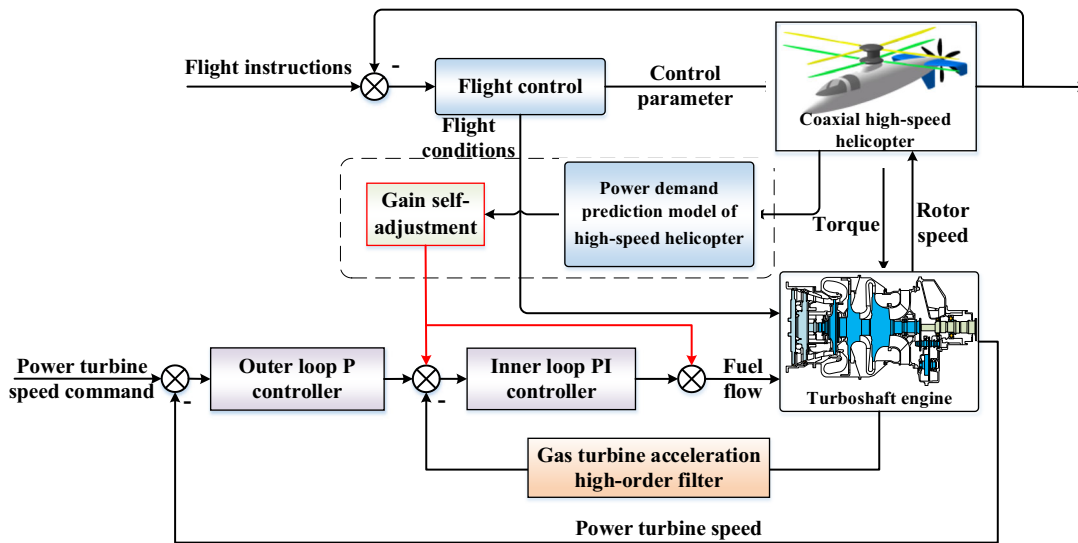 -
Flight instructions
Flight control
Control
parameter
Coaxial high-speed
helicopter
Flight
conditions
Gain self-
adjustment
Power demand
prediction model of
high-speed helicopter
Torque
Rotor
speed
Power turbine
speed command
-
Outer loop P
controller
-
Inner loop PI
controller
Fuel
flow
Turboshaft engine
Gas turbine acceleration
high-order filter
Power turbine speed